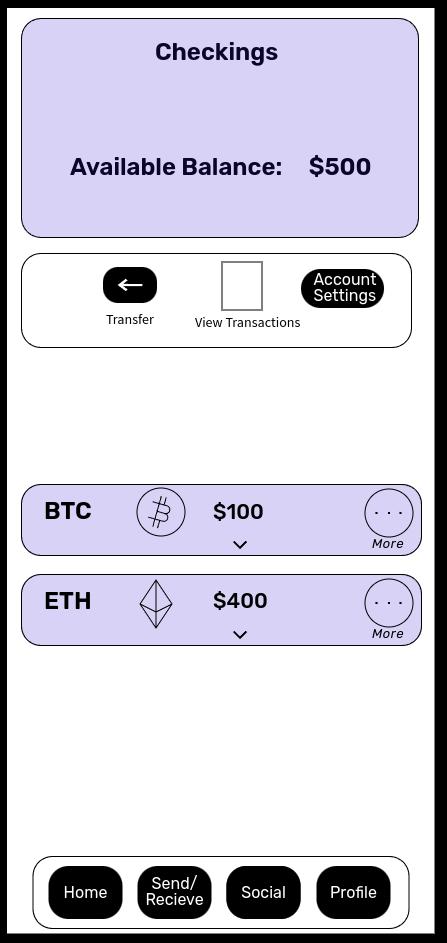 Checkings
Available Balance: $500
Transfer
View Transactions
Account
Settings
BTC $100
More
ETH $400
More
Home
Send/
Recieve
Social
Profile